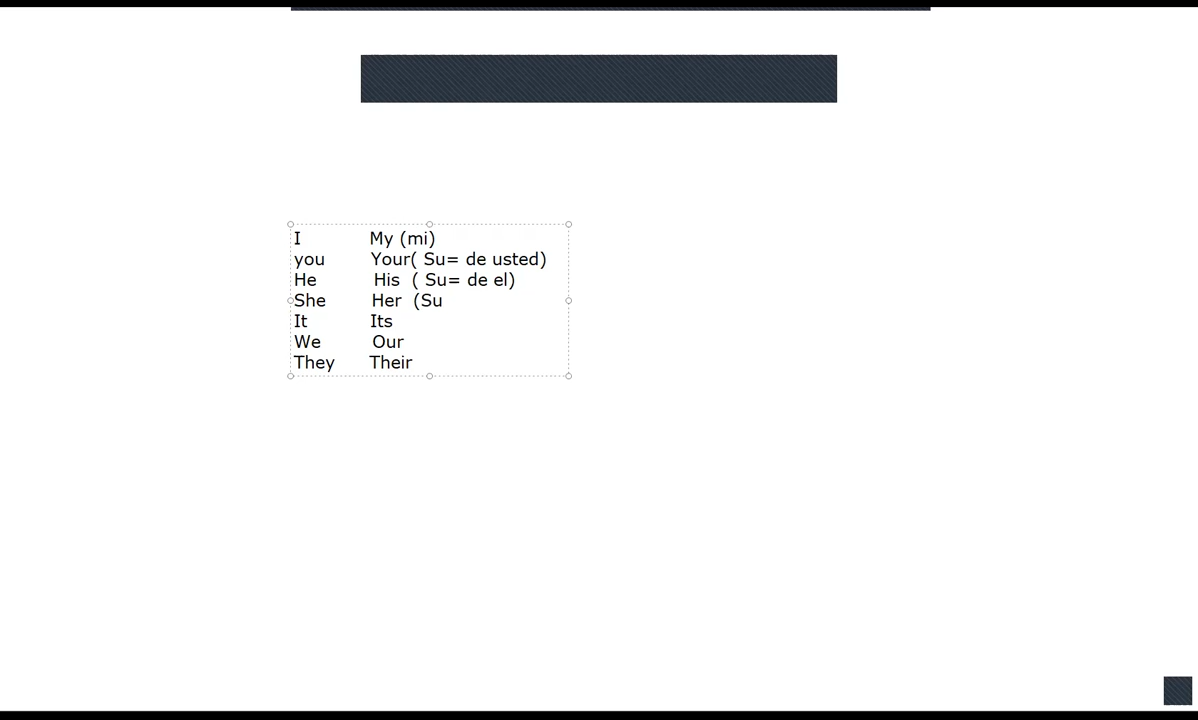 I My (mi)
you Your( Su= de usted)
He His ( Su= de el)
She Her (Su
It Its
We Our
They Their